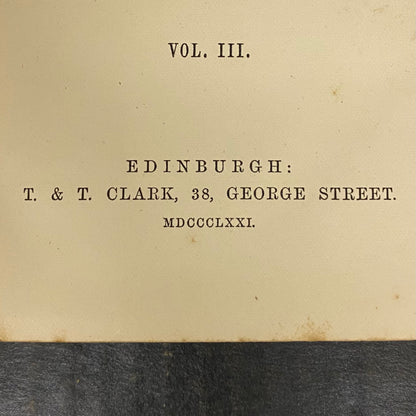 VOL. III.
EDINBURGH:
T. & T. CLARK, 38, GEORGE STREET.
MDCCCLXXI.